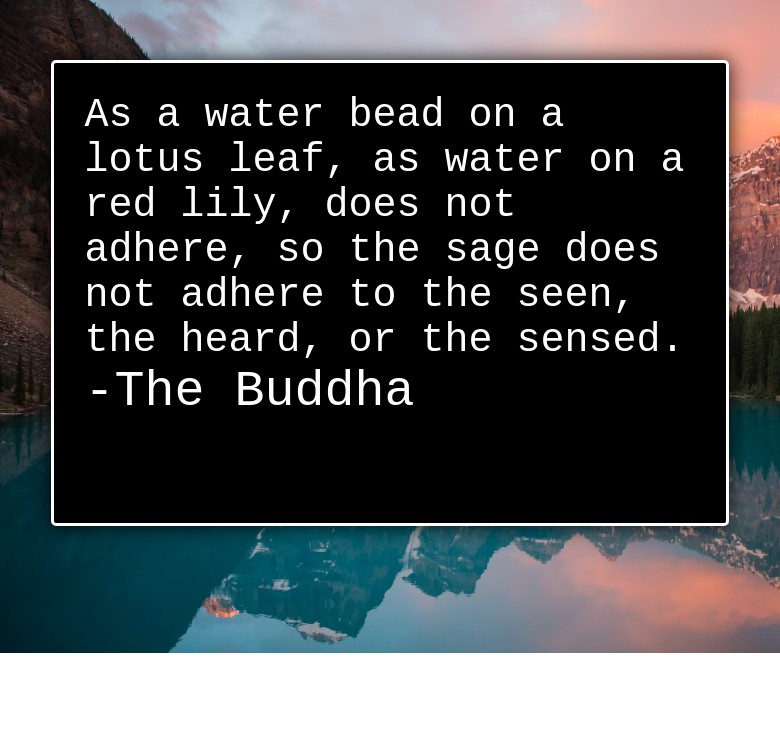 As a water bead on a
lotus leaf, as water on a
red lily, does not
adhere, so the sage does
not adhere to the seen,
the heard, or the sensed.
-The Buddha